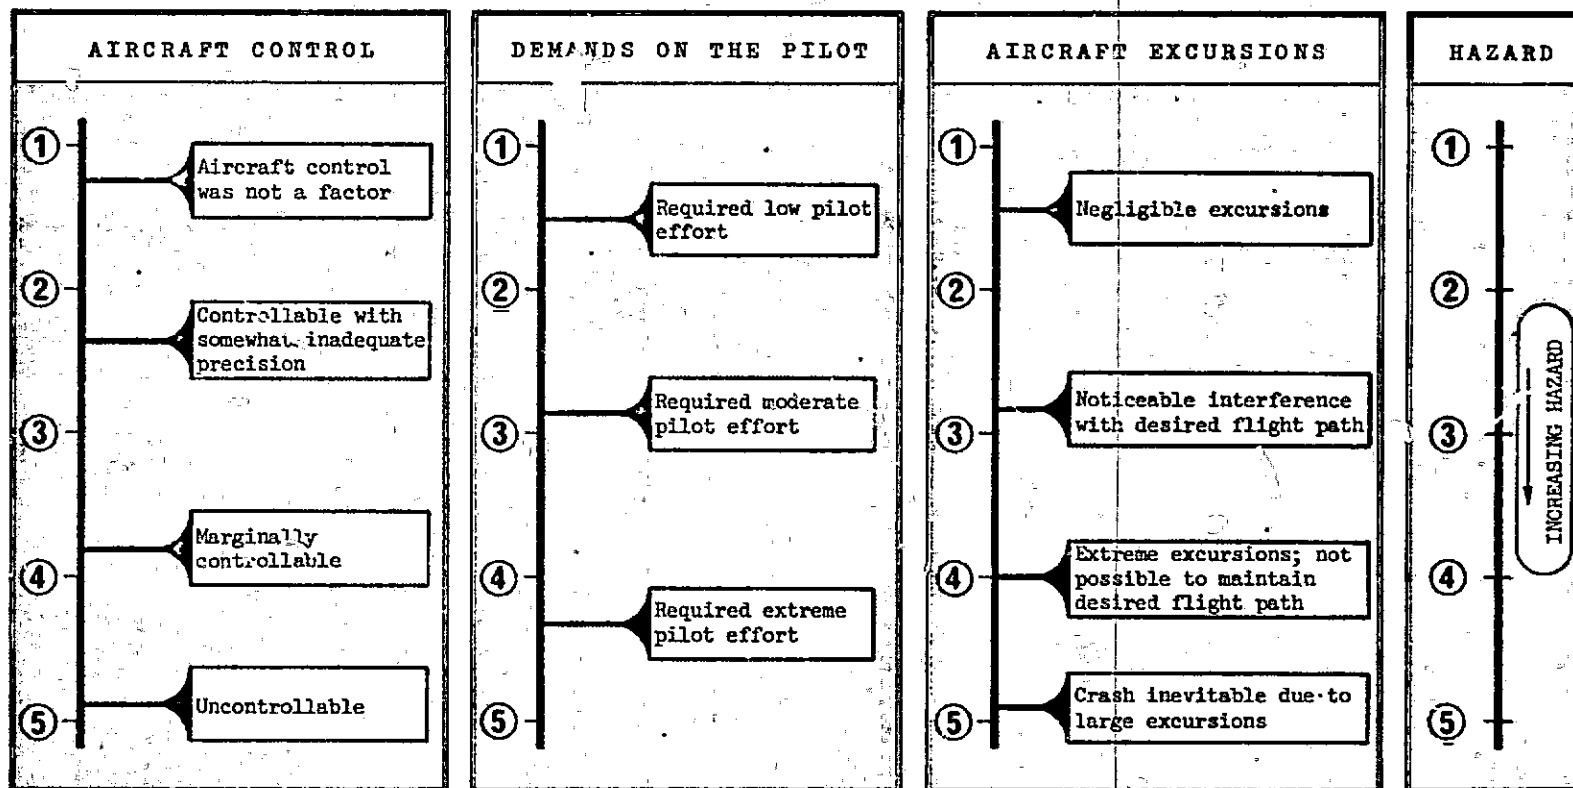 AIRCRAFT CONTROL
1
Aircraft control
was not a factor
2
Controllable with
somewhat inadequate
precision
3
Marginally
controllable
4
Uncontrollable
5
DEMANDS ON THE PILOT
1
Required low pilot
effort
2
Required moderate
pilot effort
3
4
Required extreme
pilot effort
5
AIRCRAFT EXCURSIONS
1
Negligible excursions
2
Noticeable interference
with desired flight path
3
Extreme excursions; not
possible to maintain
desired flight path
4
Crash inevitable due to
large excursions
5
HAZARD
1
2
3
4
5
INCREASING HAZARD